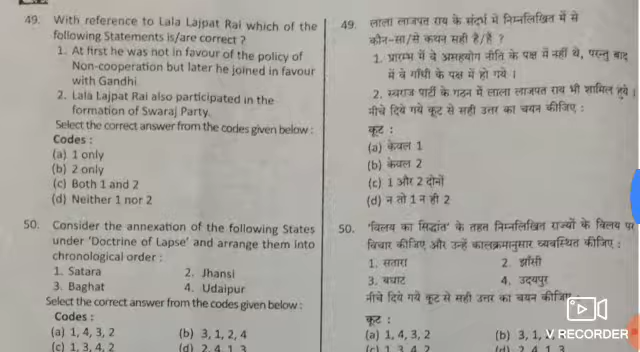 49. With reference to Lala Lajpat Rai which of the
following Statements is/are correct ?
1. At first he was not in favour of the policy of
Non-cooperation but later he joined in favour
with Gandhi
2. Lala Lajpat Rai also participated in the
formation of Swaraj Party.
Select the correct answer from the codes given below :
Codes :
(a) 1 only
(b) 2 only
(c) Both 1 and 2
(d) Neither 1 nor 2
50. Consider the annexation of the following States
under 'Doctrine of Lapse' and arrange them into
chronological order :
1. Satara 2. Jhansi
3. Baghat 4. Udaipur
Select the correct answer from the codes given below :
Codes :
(a) 1, 4, 3, 2 (b) 3, 1, 2, 4
(c) 1, 3, 4, 2 (d) 2, 4, 1, 3
49. लाला लाजपत राय के संदर्भ में निम्नलिखित में से
कौन-सा/से कथन सही है/हैं ?
1. प्रारम्भ में वे असहयोग नीति के पक्ष में नहीं थे, परन्तु बाद
में वे गाँधी के पक्ष में हो गये ।
2. स्वराज पार्टी के गठन में लाला लाजपत राय भी शामिल हुये ।
नीचे दिये गये कूट से सही उत्तर का चयन कीजिए :
कूट :
(a) केवल 1
(b) केवल 2
(c) 1 और 2 दोनों
(d) न तो 1 न ही 2
50. 'विलय का सिद्धांत' के तहत निम्नलिखित राज्यों के विलय पर
विचार कीजिए और उन्हें कालक्रमानुसार व्यवस्थित कीजिए :
1. सतारा 2. झाँसी
3. बघाट 4. उदयपुर
नीचे दिये गये कूट से सही उत्तर का चयन
कूट :
(a) 1, 4, 3, 2 (b) 3, 1,
(c) 1, 3, 4, 2 (d) 2, 4, 1, 3
V RECORDER